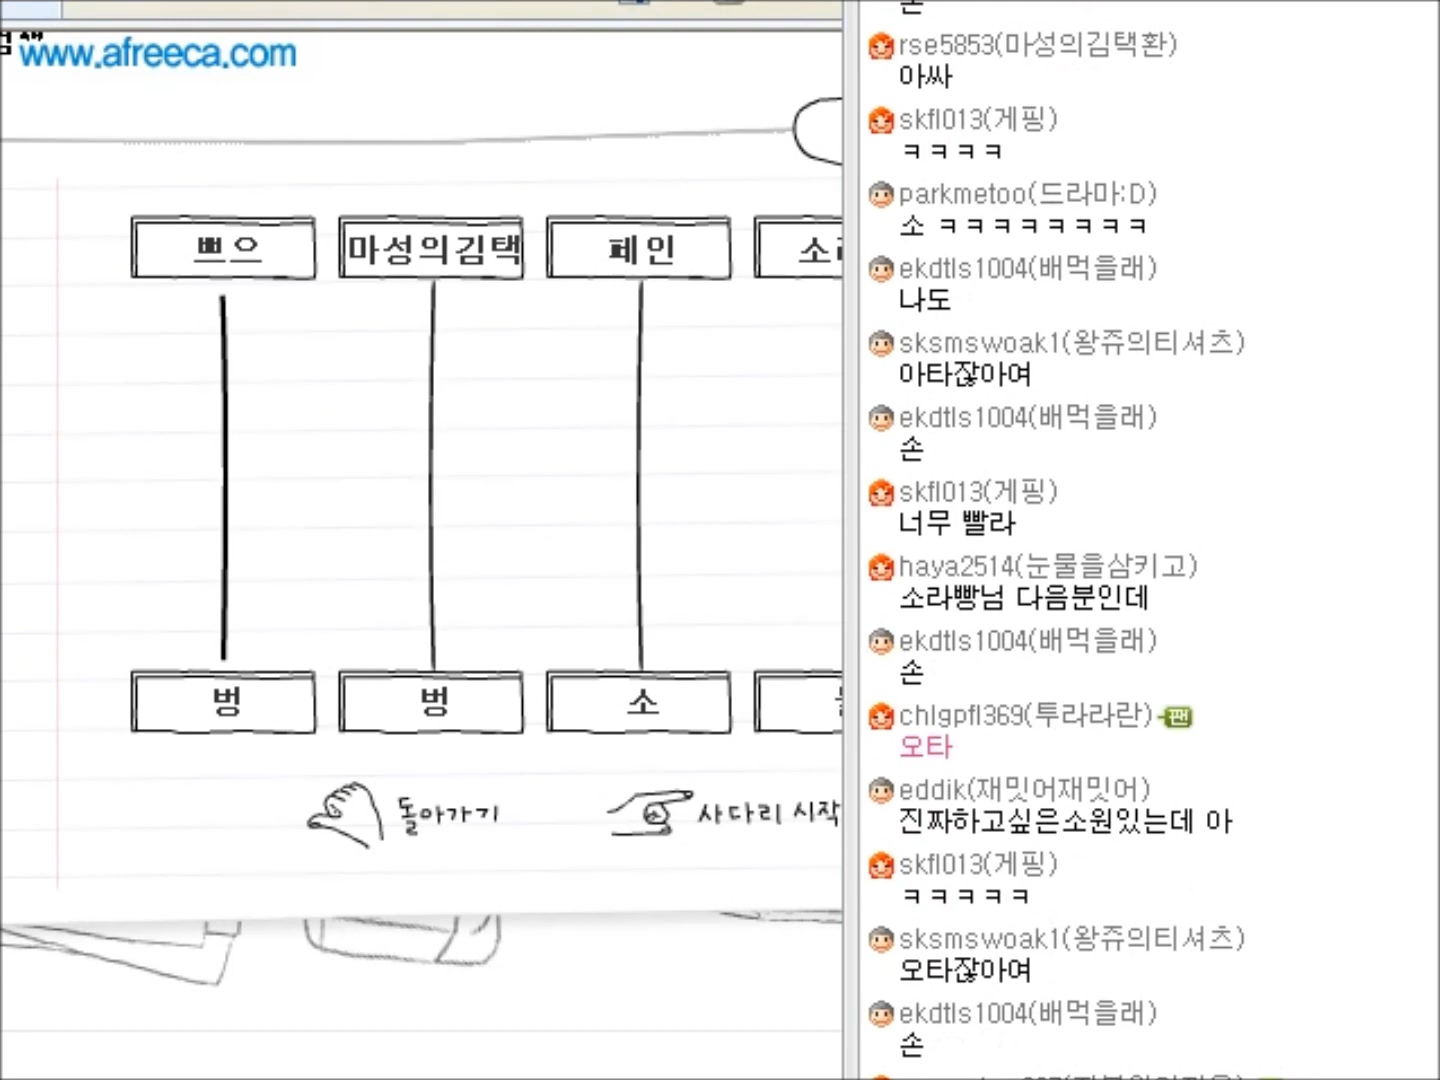 www.afreeca.com
쁘으
마성의김택
페인
벙
벙
소
돌아가기
사다리 시작
손
rse5853(마성의김택환)
아싸
skfl013(게핑)
ㅋㅋㅋㅋ
parkmetoo(드라마:D)
소 ㅋㅋㅋㅋㅋㅋㅋㅋ
ekdtls1004(배먹을래)
나도
sksmswoak1(왕쥬의티셔츠)
아타잖아여
ekdtls1004(배먹을래)
손
skfl013(게핑)
너무 빨라
haya2514(눈물을삼키고)
소라빵넘 다음분인데
ekdtls1004(배먹을래)
손
chlgpfl369(투라라란) 팬
오타
eddik(재밋어재밋어)
진짜하고싶은소원있는데 아
skfl013(게핑)
ㅋㅋㅋㅋㅋ
sksmswoak1(왕쥬의티셔츠)
오타잖아여
ekdtls1004(배먹을래)
손